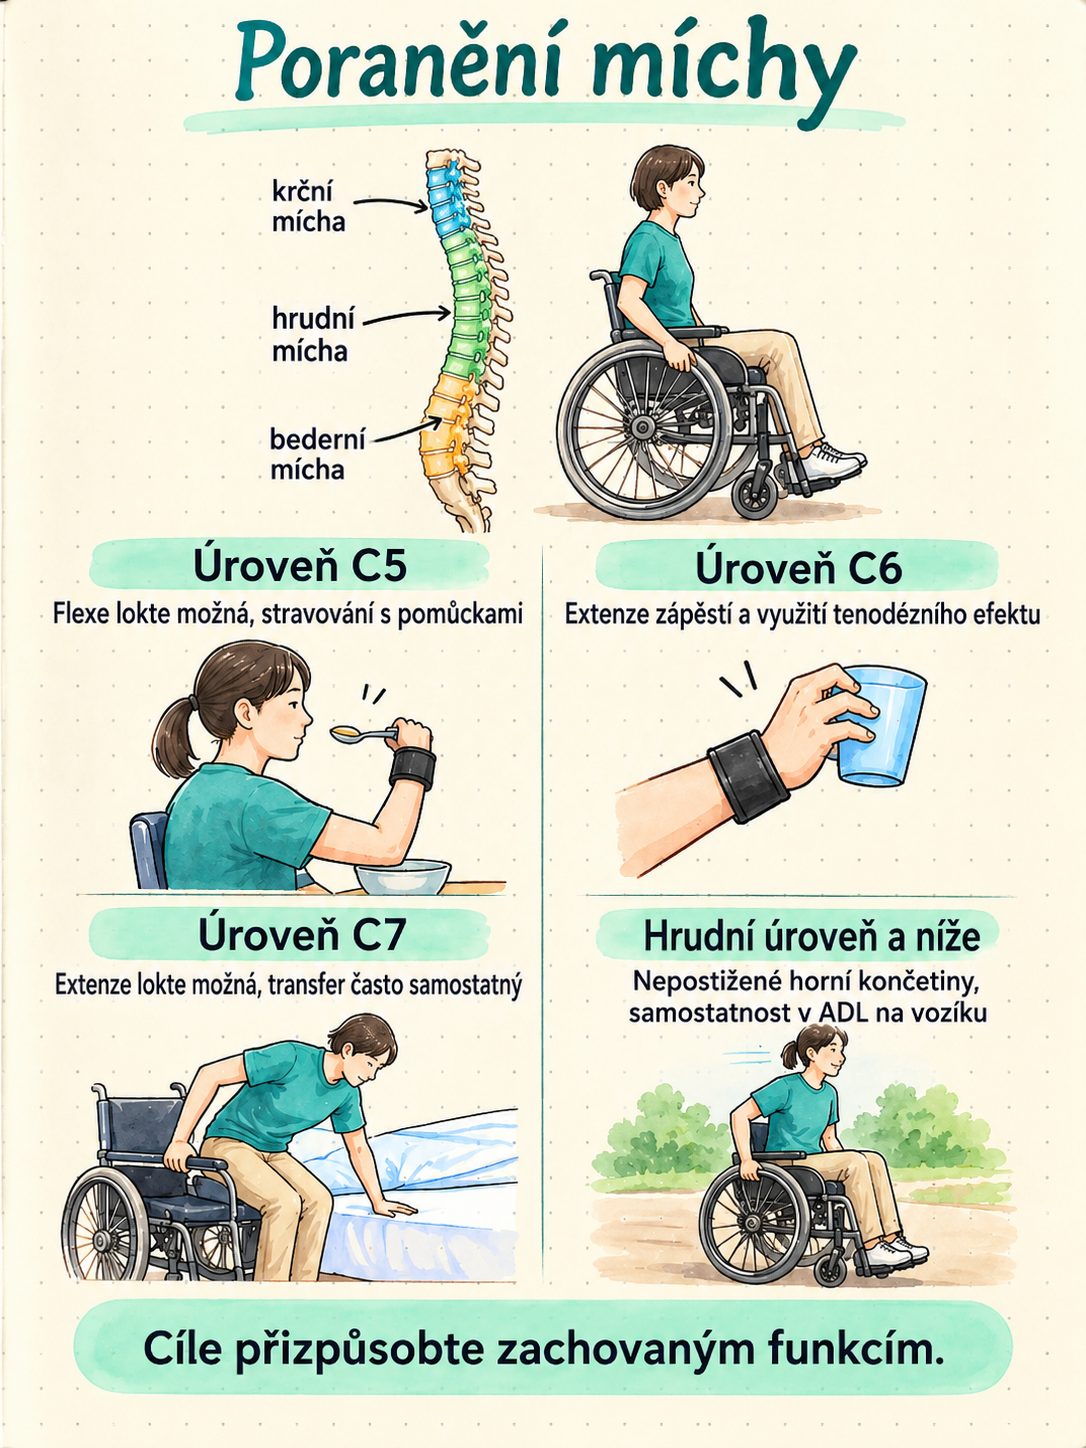 Poranění míchy
krční
mícha
hrudní
mícha
bederní
mícha
Úroveň C5
Flexe lokte možná, stravování s pomůckami
Úroveň C6
Extenze zápěstí a využití tenodézního efektu
Úroveň C7
Extenze lokte možná, transfer často samostatný
Hrudní úroveň a níže
Nepostižené horní končetiny,
samostatnost v ADL na vozíku
Cíle přizpůsobte zachovaným funkcím.